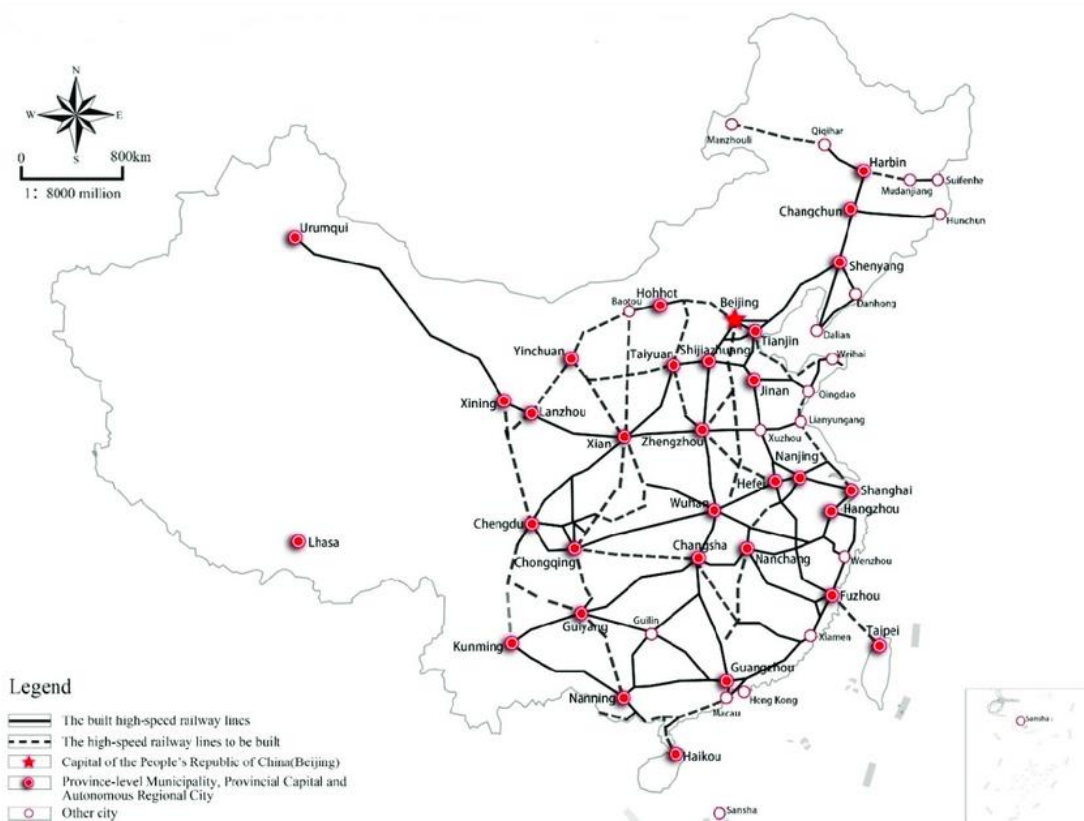 N
W
E
S
0
800km
1: 8000 million
Manzhouli
Qiqihar
Harbin
Mudanjiang
Suifenhe
Changchun
Hunchun
Urumqui
Shenyang
Hohhot
Beijing
Baotou
Danhong
Tianjin
Dalian
Yinchuan
Taiyuan
Shijiazhuang
Weihai
Jinan
Qingdao
Xining
Lanzhou
Lianyungang
Xian
Zhengzhou
Xuzhou
Nanjing
Hefei
Shanghai
Wuhan
Hangzhou
Chengdu
Lhasa
Chongqing
Changsha
Nanchang
Wenzhou
Fuzhou
Guiyang
Guilin
Taipei
Kunming
Xiamen
Guangzhou
Nanning
Hong Kong
Macau
Haikou
Sansha
Sansha
Legend
The built high-speed railway lines
The high-speed railway lines to be built
Capital of the People's Republic of China(Beijing)
Province-level Municipality, Provincial Capital and
Autonomous Regional City
Other city